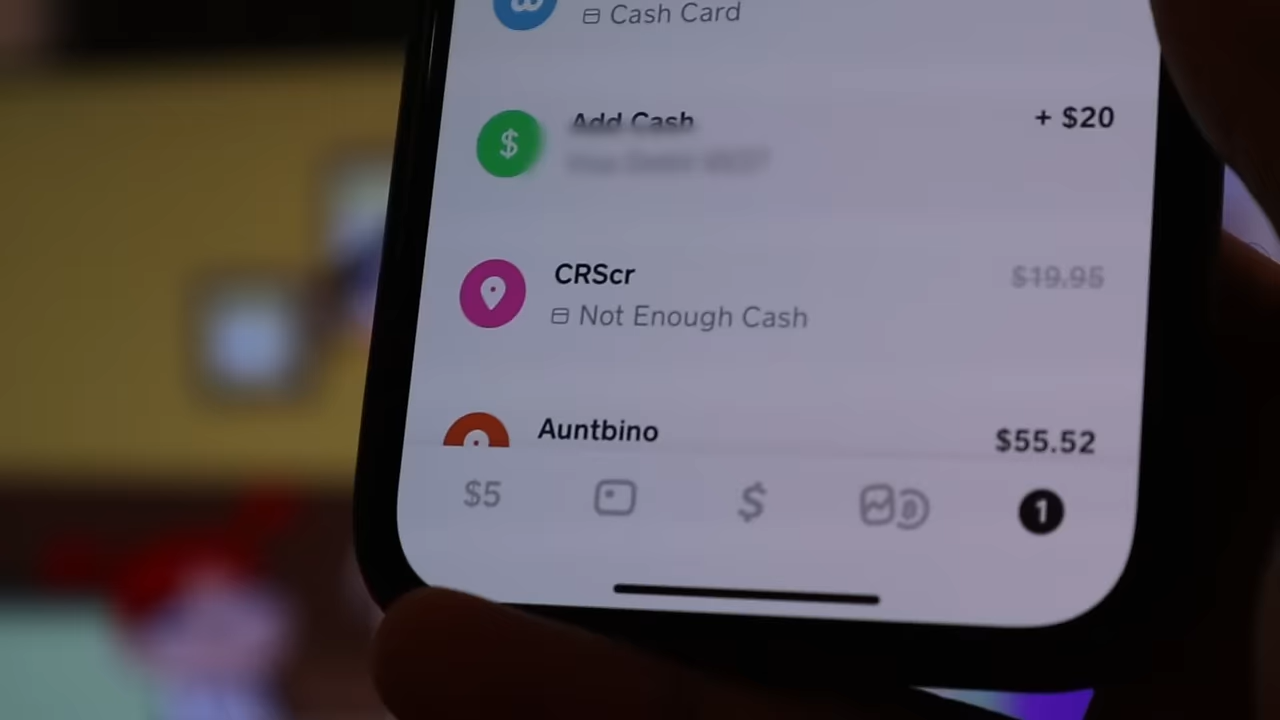 Cash Card
Add Cash
+ $20
$
CRScr
$19.95
Not Enough Cash
Auntbino
$55.52
$5
$
1